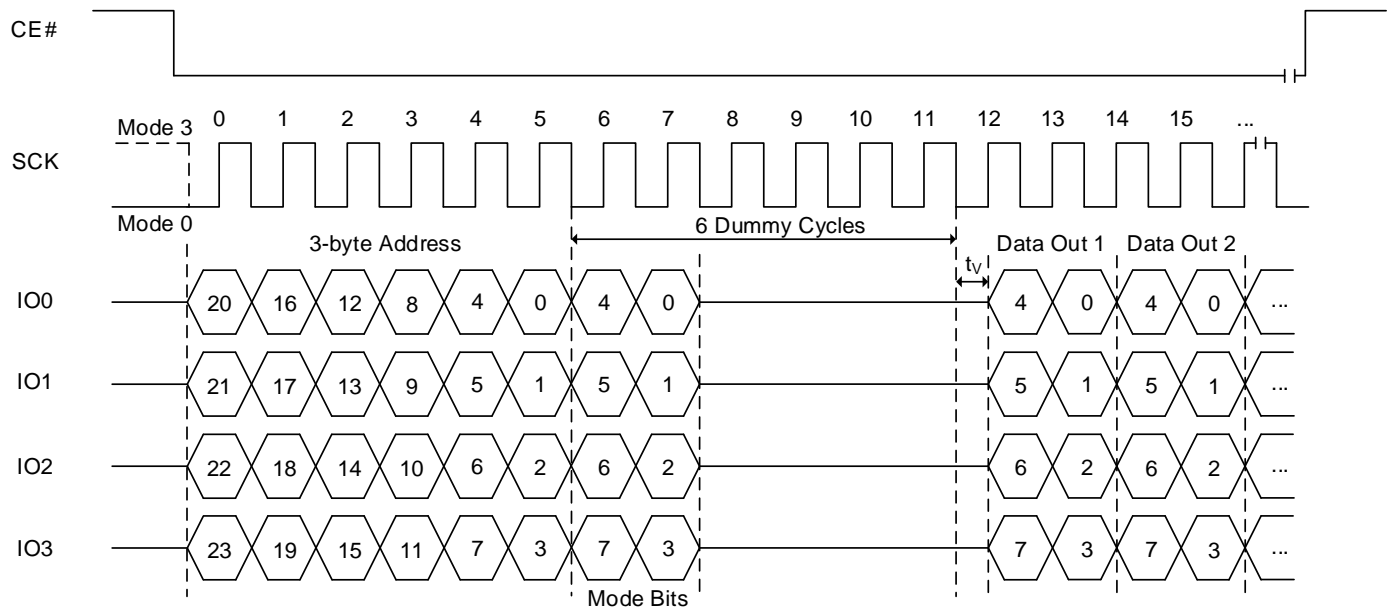 CE#
Mode 3 0 1 2 3 4 5 6 7 8 9 10 11 12 13 14 15 ...
SCK
Mode 0
3-byte Address 6 Dummy Cycles Data Out 1 Data Out 2
tV
IO0 20 16 12 8 4 0 4 0 4 0 4 0 ...
IO1 21 17 13 9 5 1 5 1 5 1 5 1 ...
IO2 22 18 14 10 6 2 6 2 6 2 6 2 ...
IO3 23 19 15 11 7 3 7 3 7 3 7 3 ...
Mode Bits